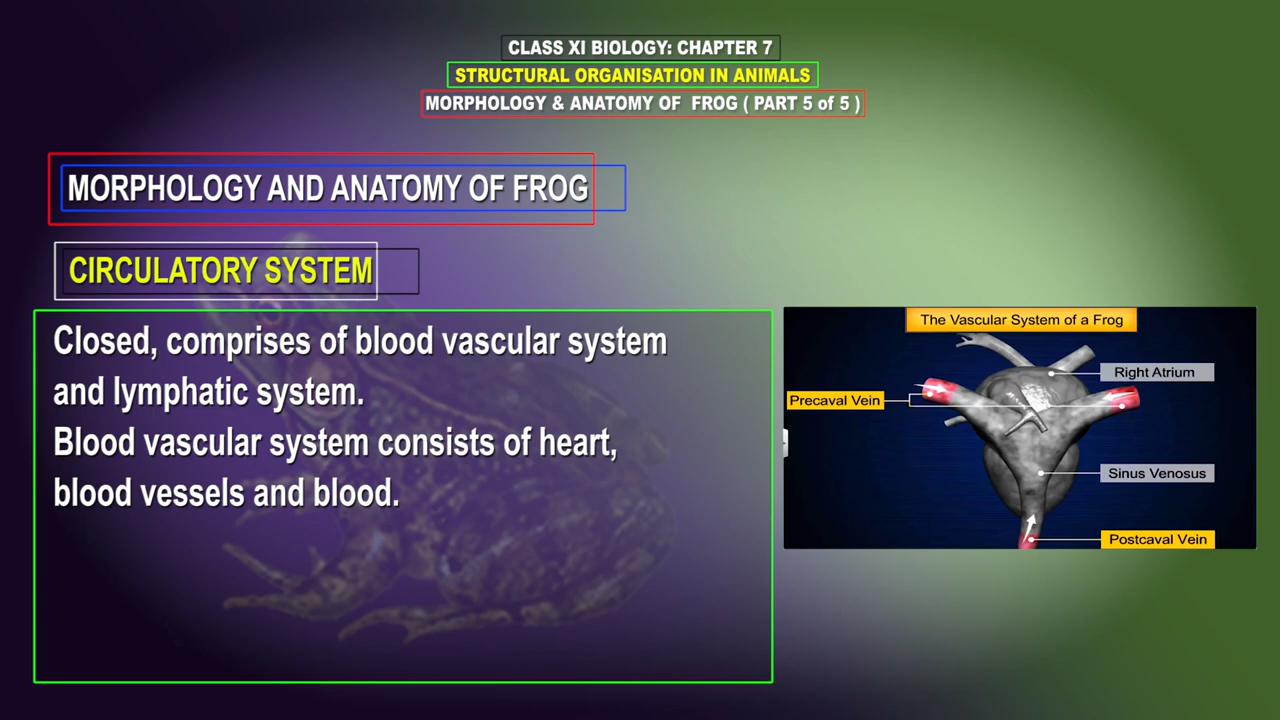 CLASS XI BIOLOGY: CHAPTER 7
STRUCTURAL ORGANISATION IN ANIMALS
MORPHOLOGY & ANATOMY OF FROG ( PART 5 of 5 )
MORPHOLOGY AND ANATOMY OF FROG
CIRCULATORY SYSTEM
Closed, comprises of blood vascular system
and lymphatic system.
Blood vascular system consists of heart,
blood vessels and blood.
The Vascular System of a Frog
Right Atrium
Precaval Vein
Sinus Venosus
Postcaval Vein